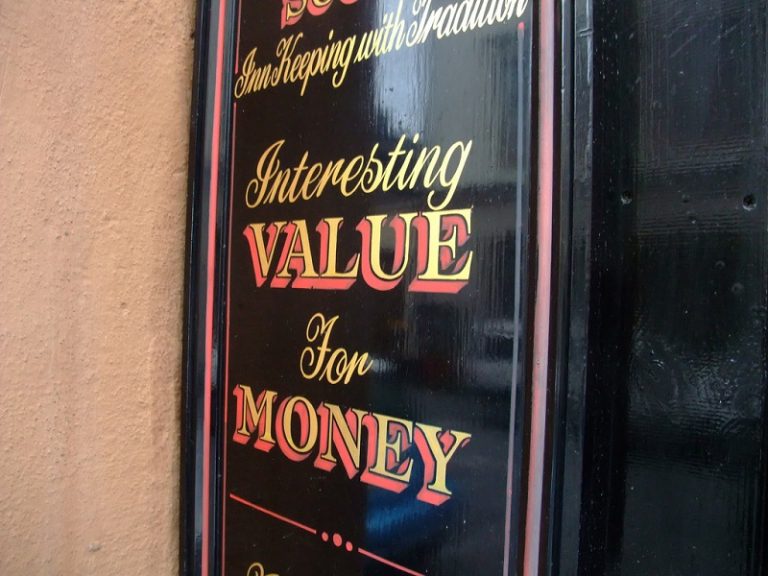 Inn Keeping with Tradition
Interesting
VALUE
For
MONEY